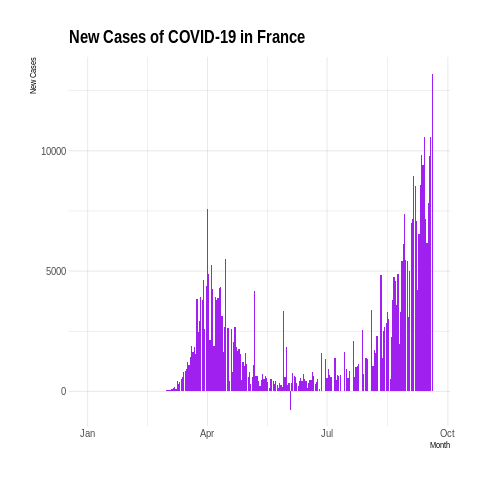 New Cases of COVID-19 in France
New Cases
10000
5000
0
Jan Apr Jul Oct
Month